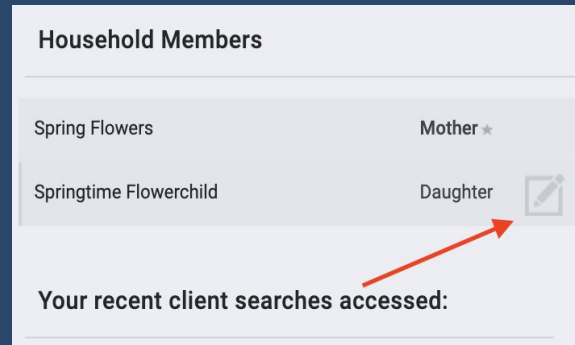 Household Members
Spring Flowers Mother
Springtime Flowerchild Daughter
Your recent client searches accessed: